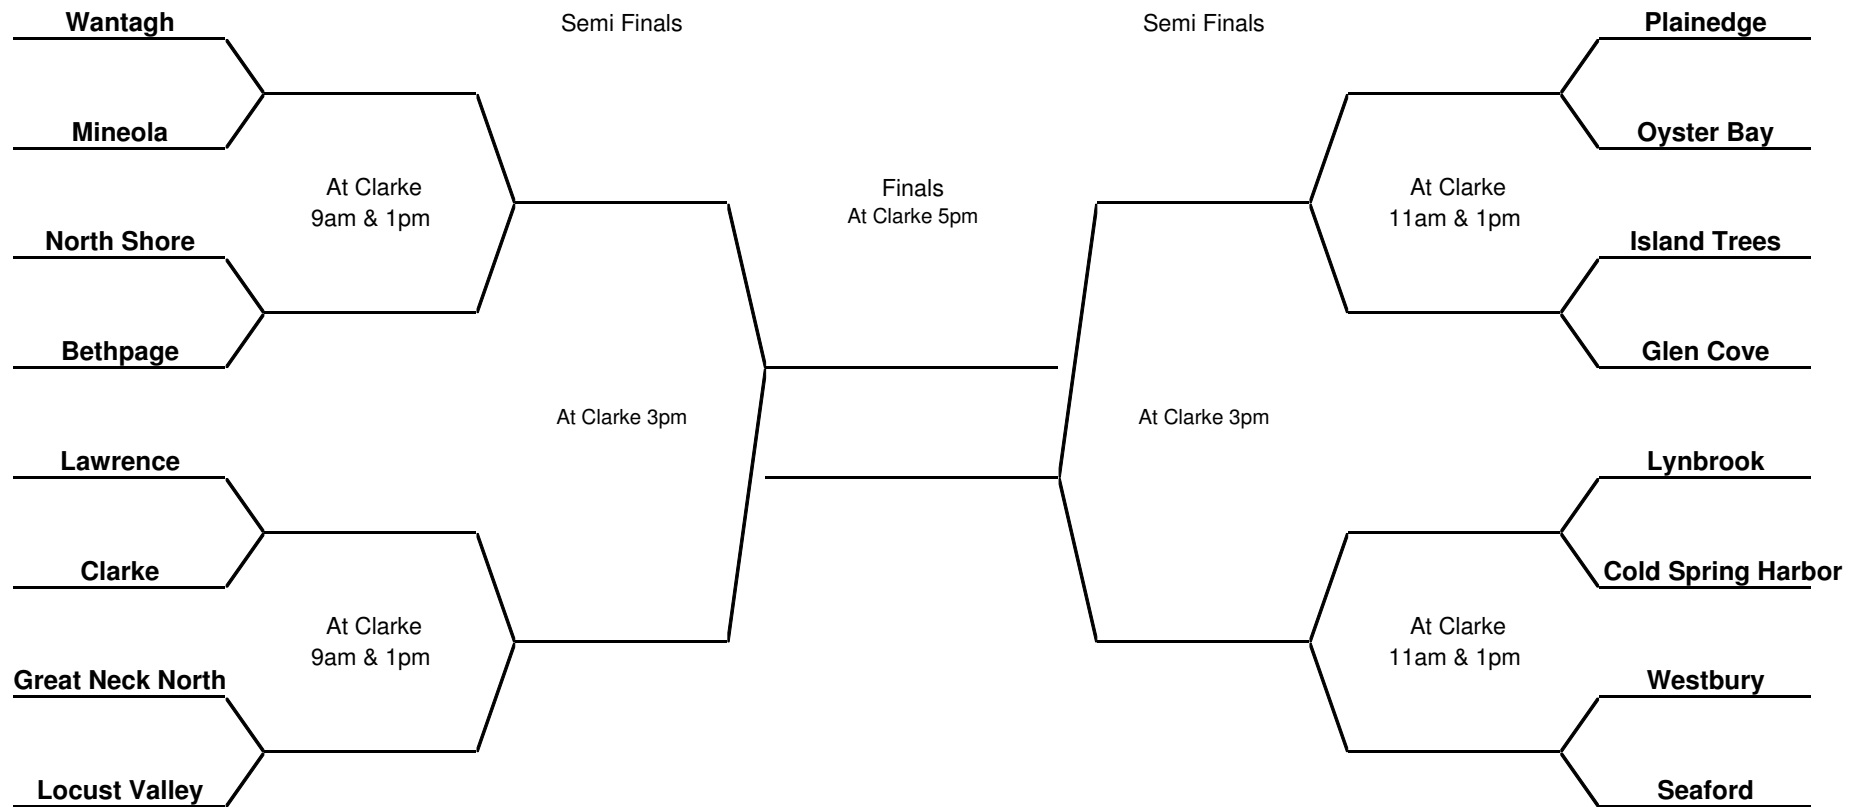 Wantagh
Semi Finals
Semi Finals
Plainedge
Mineola
Oyster Bay
At Clarke
9am & 1pm
Finals
At Clarke 5pm
At Clarke
11am & 1pm
North Shore
Island Trees
Bethpage
Glen Cove
At Clarke 3pm
At Clarke 3pm
Lawrence
Lynbrook
Clarke
Cold Spring Harbor
At Clarke
9am & 1pm
At Clarke
11am & 1pm
Great Neck North
Westbury
Locust Valley
Seaford